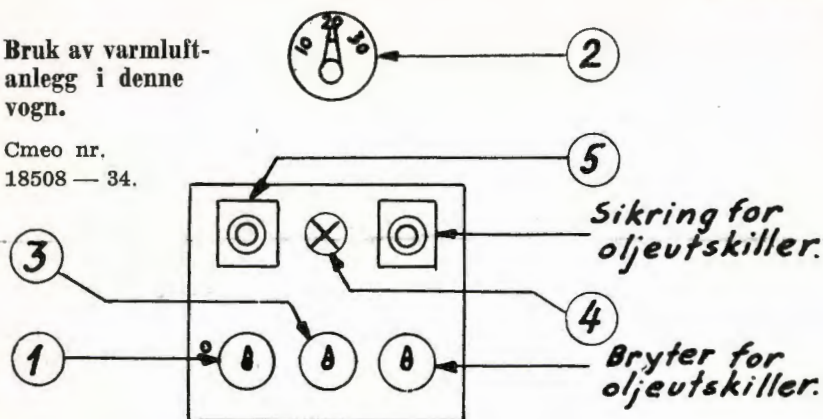 Bruk av varmluft-
anlegg i denne
vogn.
Cmeo nr.
18508 — 34.
10 20 30
2
5
Sikring for
oljeutskiller.
3
4
1
0
Bryter for
oljeutskiller.